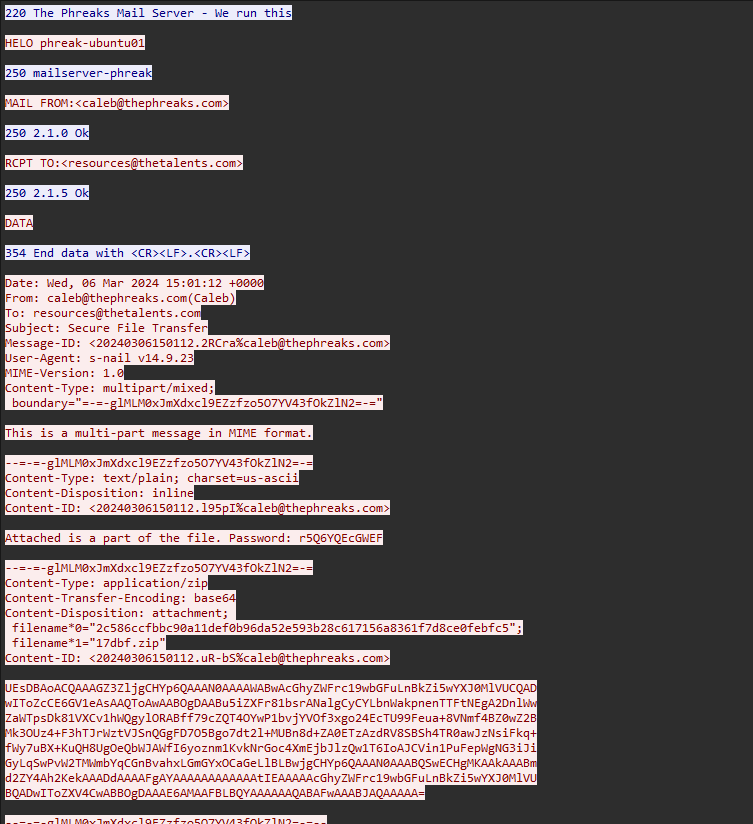 220 The Phreaks Mail Server - We run this
HELO phreak-ubuntu01
250 mailserver-phreak
MAIL FROM:<caleb@thephreaks.com>
250 2.1.0 Ok
RCPT TO:<resources@thetalents.com>
250 2.1.5 Ok
DATA
354 End data with <CR><LF>.<CR><LF>
Date: Wed, 06 Mar 2024 15:01:12 +0000
From: caleb@thephreaks.com(Caleb)
To: resources@thetalents.com
Subject: Secure File Transfer
Message-ID: <20240306150112.2RCra%caleb@thephreaks.com>
User-Agent: s-nail v14.9.23
MIME-Version: 1.0
Content-Type: multipart/mixed;
 boundary="=-=-glMLM0xJmXdxcl9EZzfzo5O7YV43fOkZlN2=-="
This is a multi-part message in MIME format.
--=-=-glMLM0xJmXdxcl9EZzfzo5O7YV43fOkZlN2=-=
Content-Type: text/plain; charset=us-ascii
Content-Disposition: inline
Content-ID: <20240306150112.l95pI%caleb@thephreaks.com>
Attached is a part of the file. Password: r5Q6YQEcGWEF
--=-=-glMLM0xJmXdxcl9EZzfzo5O7YV43fOkZlN2=-=
Content-Type: application/zip
Content-Transfer-Encoding: base64
Content-Disposition: attachment;
 filename*0="2c586ccfbbc90a11def0b96da52e593b28c617156a8361f7d8ce0febfc5";
 filename*1="17dbf.zip"
Content-ID: <20240306150112.uR-bS%caleb@thephreaks.com>
UEsDBAoACQAAAGZ3ZljgCHYp6QAAAN0AAAAWABwAcGhyZWFrc19wbGFuLnBkZi5wYXJ0MlVUCQAD
wIToZcCE6GV1eAsAAQToAwAABOgDAABu5iZXFr81bsrANalgCyCYLbnWakpnenTTFtNEgA2DnlWw
ZaWTpsDk81VXCv1hWQgylORABff79cZQT4OYwP1bvjYVOf3xgo24EcTU99Feua+8VNmf4BZ0wZ2B
Mk3OUz4+F3hTJrWztVJSnQGgFD7O5Bgo7dt2l+MUBn8d+ZA0ETzAzdRV8SBSh4TR0awJzNsiFkq+
fWy7uBX+KuQH8UgOeQbWJAWfI6yoznm1KvkNrGoc4XmEjbJlzQw1T6IoAJCVin1PuFepWgNG3iJi
GyLqSwPvW2TMWmbYqCGnBvahxLGmGYxOCaGeLlBLBwjgCHYp6QAAAN0AAABQSwECHgMKAAkAAABm
d2ZY4Ah2KekAAADdAAAAFgAYAAAAAAAAAAAAtIEAAAAAcGhyZWFrc19wbGFuLnBkZi5wYXJ0MlVU
BQADwIToZXV4CwABBOgDAAAE6AMAAFBLBQYAAAAAAQABAFwAAABJAQAAAAA=
--=-=-glMLM0xJmXdxcl9EZzfzo5O7YV43fOkZlN2=-=--